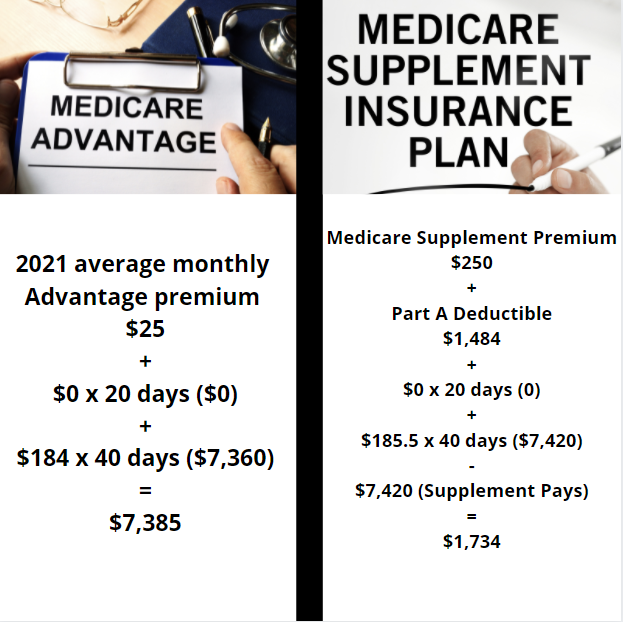 MEDICARE
ADVANTAGE
2021 average monthly
Advantage premium
$25
+
$0 x 20 days ($0)
+
$184 x 40 days ($7,360)
=
$7,385
MEDICARE
SUPPLEMENT
INSURANCE
PLAN
Medicare Supplement Premium
$250
+
Part A Deductible
$1,484
+
$0 x 20 days (0)
+
$185.5 x 40 days ($7,420)
-
$7,420 (Supplement Pays)
=
$1,734